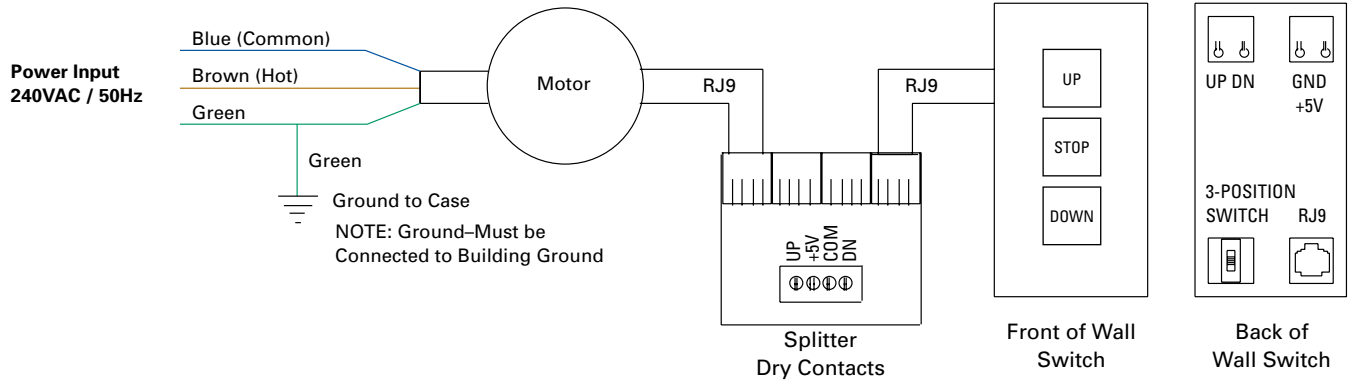 Power Input
240VAC / 50Hz
Blue (Common)
Brown (Hot)
Green
Green
Ground to Case
NOTE: Ground–Must be
Connected to Building Ground
Motor
RJ9
RJ9
UP
+5V
COM
DN
Splitter
Dry Contacts
UP
STOP
DOWN
Front of Wall
Switch
UP DN
GND
+5V
3-POSITION
SWITCH
RJ9
Back of
Wall Switch